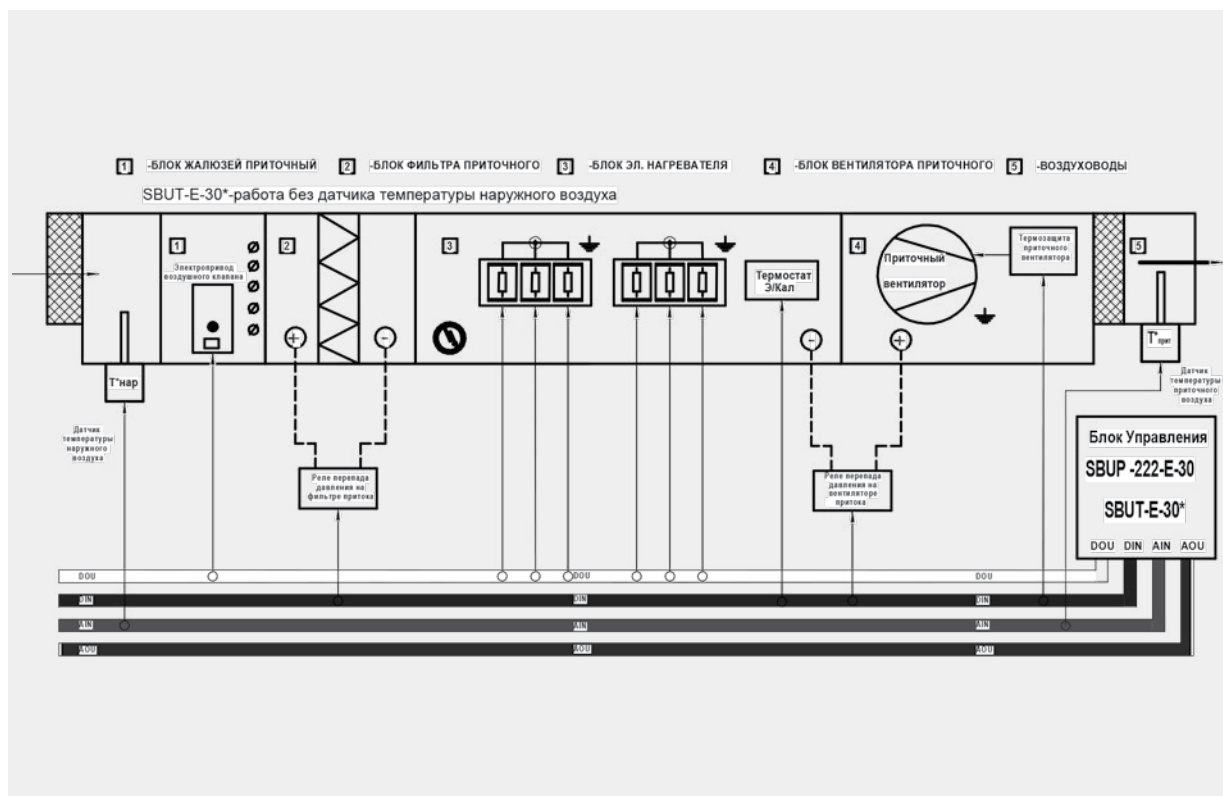 1 -БЛОК ЖАЛЮЗЕЙ ПРИТОЧНЫЙ 2 -БЛОК ФИЛЬТРА ПРИТОЧНОГО 3 -БЛОК ЭЛ. НАГРЕВАТЕЛЯ 4 -БЛОК ВЕНТИЛЯТОРА ПРИТОЧНОГО 5 -ВОЗДУХОВОДЫ
SBUT-E-30*-работа без датчика температуры наружного воздуха
1
Электропривод
воздушного клапана
2
+
-
3
Термостат
Э/Кал
-
4
Приточный
вентилятор
+
Термозащита
приточного
вентилятора
5
T°нар
Датчик
температуры
наружного
воздуха
Реле перепада
давления на
фильтре притока
Реле перепада
давления на
вентиляторе
притока
T°прит
Датчик
температуры
приточного
воздуха
Блок Управления
SBUP -222-E-30
SBUT-E-30*
DOU DIN AIN AOU
DOU DOU DOU
DIN DIN DIN
AIN AIN AIN
AOU AOU AOU